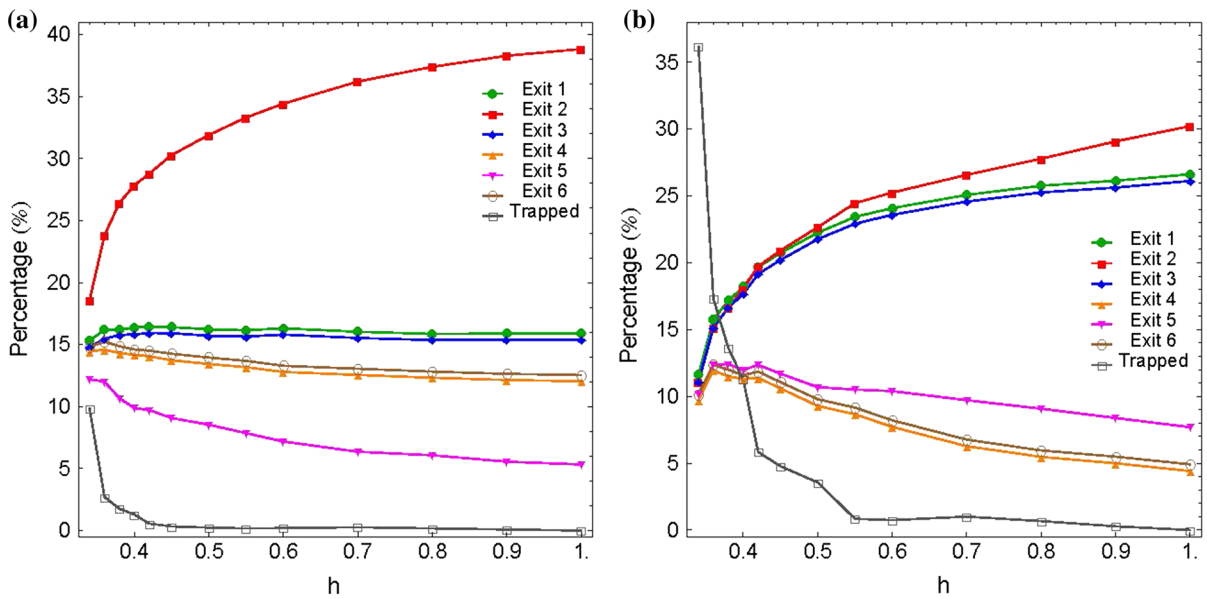 (a)
Percentage (%)
40
35
30
25
20
15
10
5
0
0.4 0.5 0.6 0.7 0.8 0.9 1.
h
Exit 1
Exit 2
Exit 3
Exit 4
Exit 5
Exit 6
Trapped
(b)
Percentage (%)
35
30
25
20
15
10
5
0
0.4 0.5 0.6 0.7 0.8 0.9 1.
h
Exit 1
Exit 2
Exit 3
Exit 4
Exit 5
Exit 6
Trapped